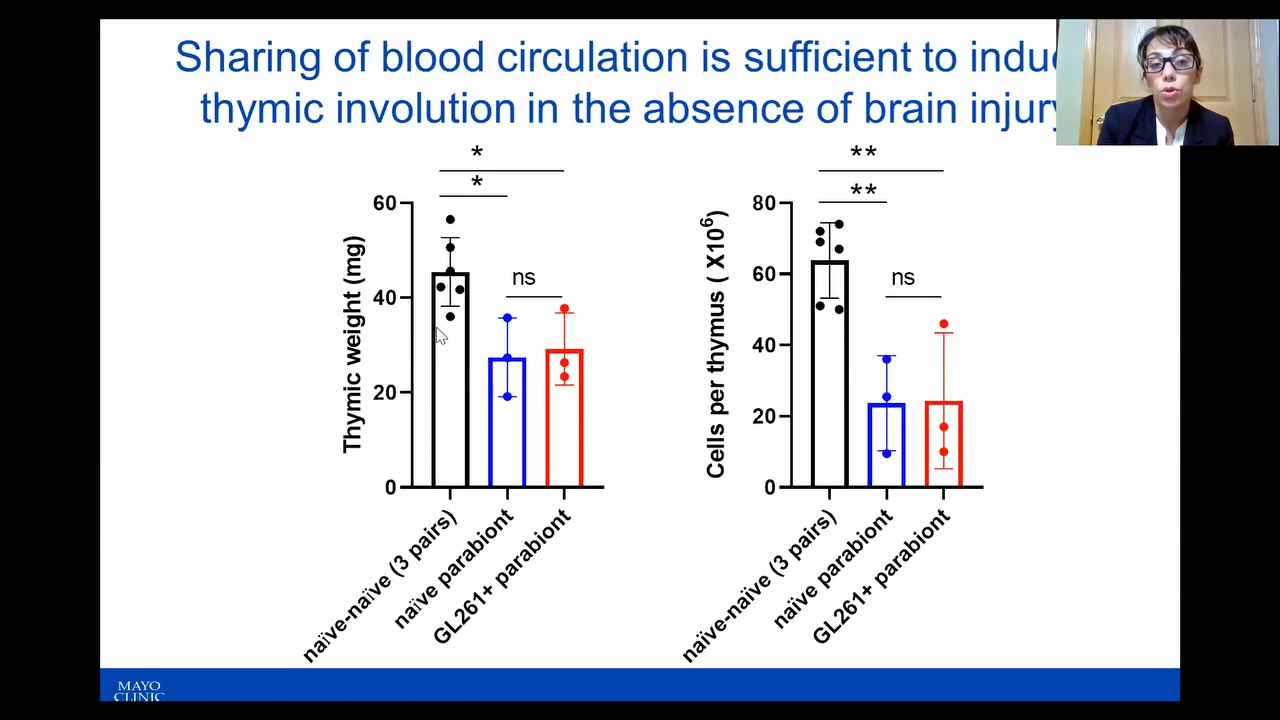 Sharing of blood circulation is sufficient to indu
thymic involution in the absence of brain injury
*
*
ns
60
40
20
0
Thymic weight (mg)
naïve-naïve (3 pairs)
naïve parabiont
GL261+ parabiont
**
**
ns
80
60
40
20
0
Cells per thymus ( X10⁶)
naïve-naïve (3 pairs)
naïve parabiont
GL261+ parabiont
MAYO
CLINIC